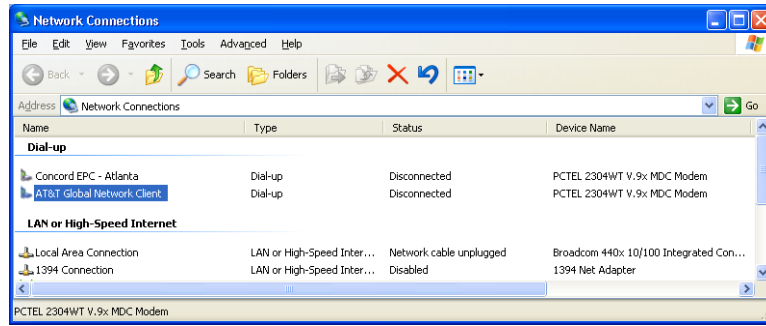 Network Connections
File Edit View Favorites Tools Advanced Help
Back Search Folders
Address Network Connections Go
Name Type Status Device Name
Dial-up
Concord EPC - Atlanta Dial-up Disconnected PCTEL 2304WT V.9x MDC Modem
AT&T Global Network Client Dial-up Disconnected PCTEL 2304WT V.9x MDC Modem
LAN or High-Speed Internet
Local Area Connection LAN or High-Speed Inter... Network cable unplugged Broadcom 440x 10/100 Integrated Con...
1394 Connection LAN or High-Speed Inter... Disabled 1394 Net Adapter
PCTEL 2304WT V.9x MDC Modem